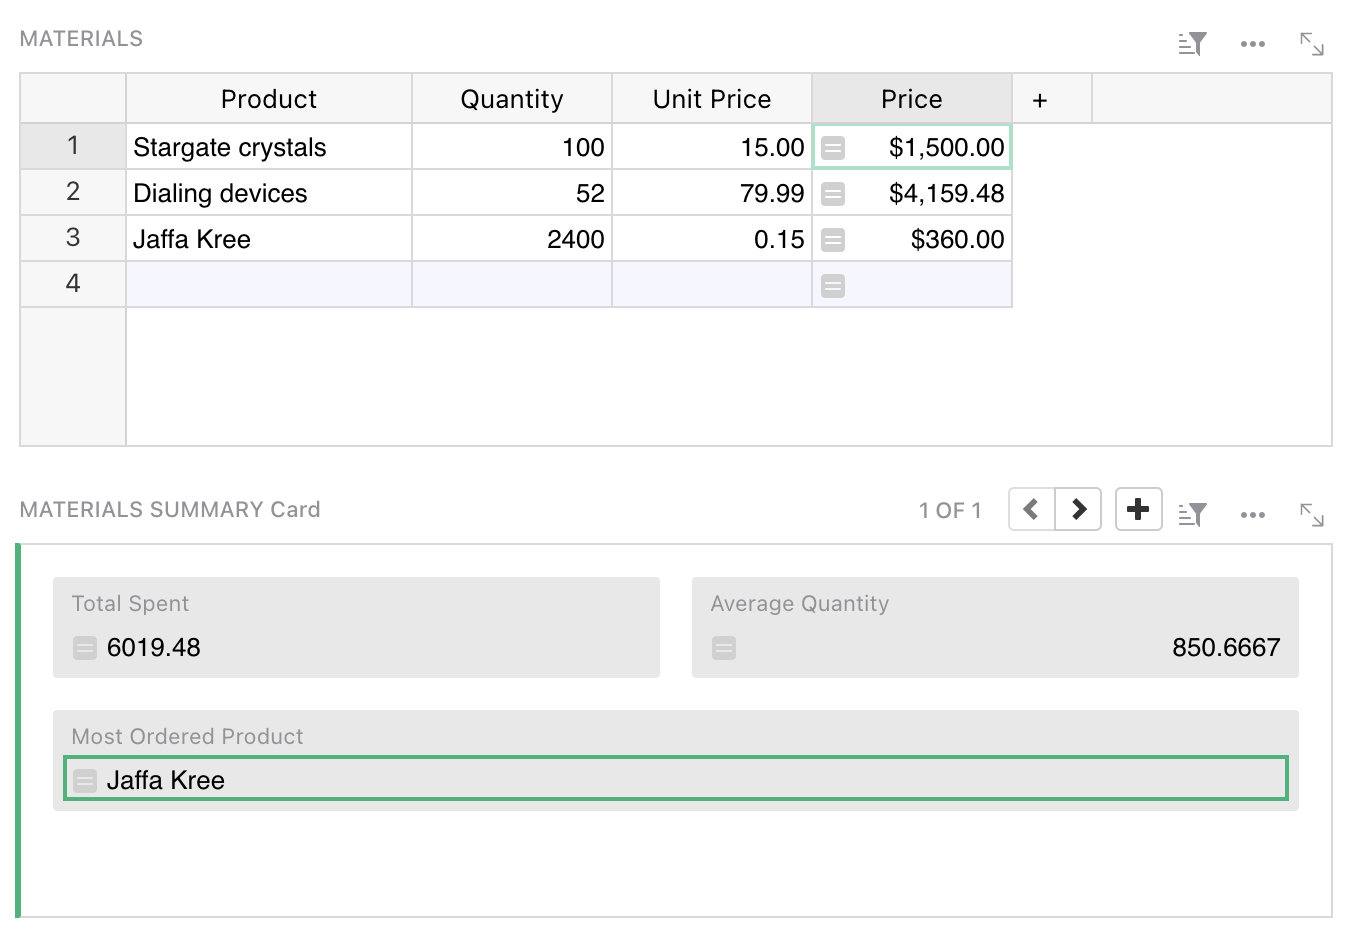 MATERIALS
Product Quantity Unit Price Price +
1 Stargate crystals 100 15.00 $1,500.00
2 Dialing devices 52 79.99 $4,159.48
3 Jaffa Kree 2400 0.15 $360.00
4
MATERIALS SUMMARY Card 1 OF 1
Total Spent Average Quantity
6019.48 850.6667
Most Ordered Product
Jaffa Kree